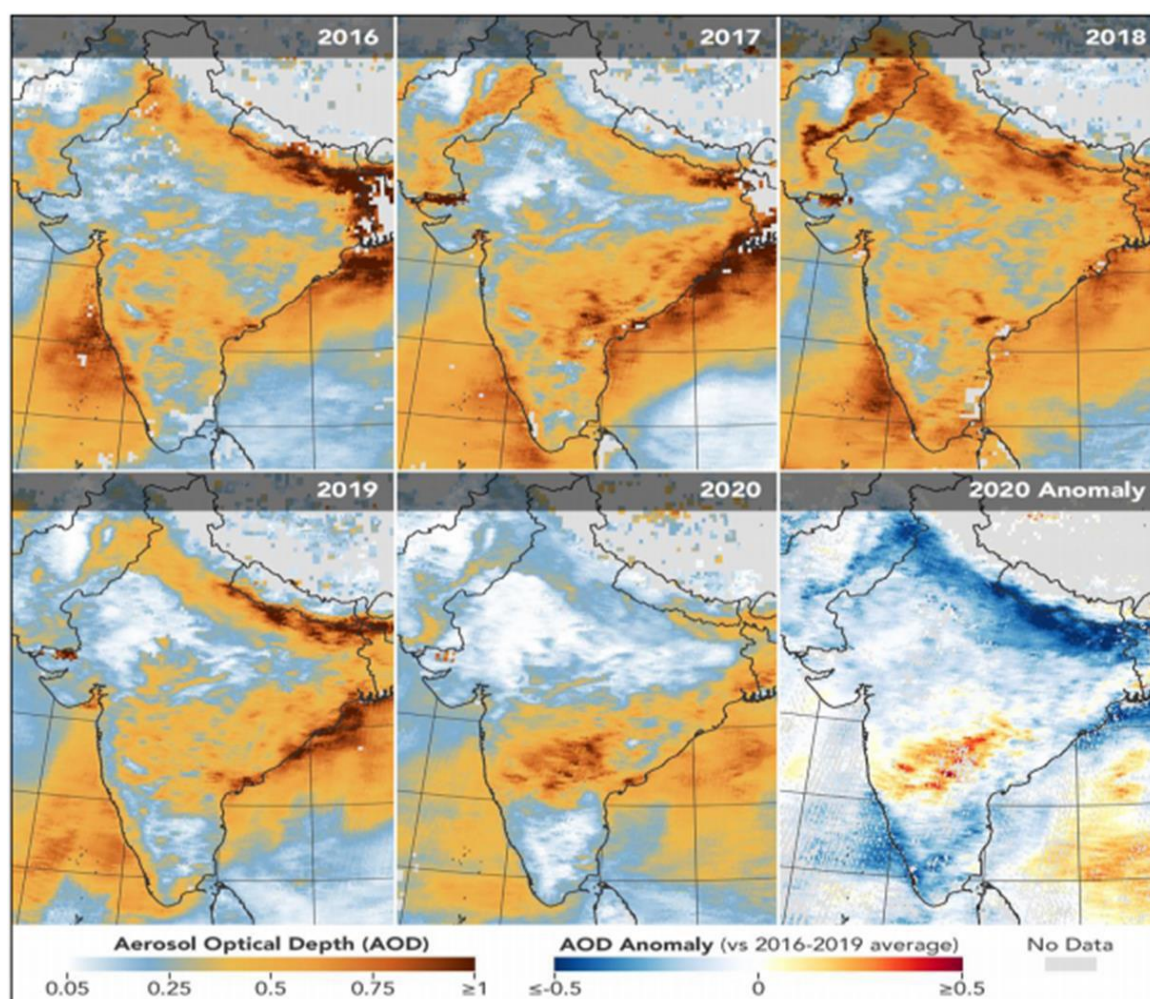 2016
2017
2018
2019
2020
2020 Anomaly
Aerosol Optical Depth (AOD)
0.05 0.25 0.5 0.75 ≥1
AOD Anomaly (vs 2016-2019 average)
≤-0.5 0 ≥0.5
No Data